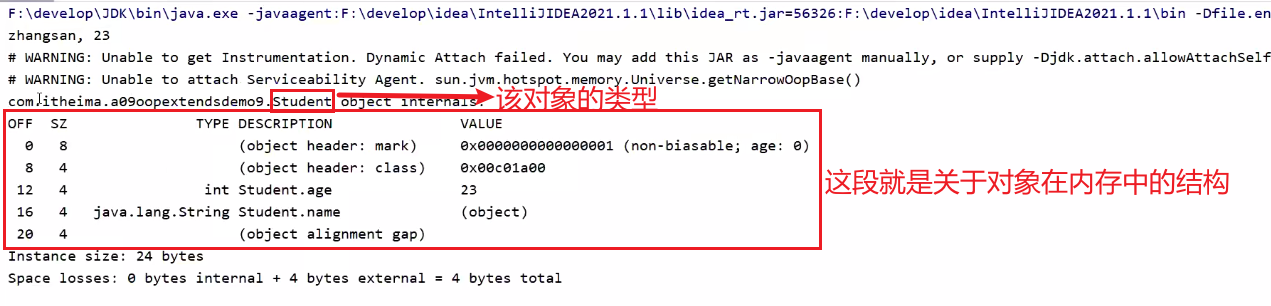 F:\develop\JDK\bin\java.exe -javaagent:F:\develop\idea\IntelliJIDEA2021.1.1\lib\idea_rt.jar=56326:F:\develop\idea\IntelliJIDEA2021.1.1\bin -Dfile.en
zhangsan, 23
# WARNING: Unable to get Instrumentation. Dynamic Attach failed. You may add this JAR as -javaagent manually, or supply -Djdk.attach.allowAttachSelf
# WARNING: Unable to attach Serviceability Agent. sun.jvm.hotspot.memory.Universe.getNarrowOopBase()
com.itheima.a09oopextendsdemo9.Student object internals:
该对象的类型
OFF SZ TYPE DESCRIPTION VALUE
0 8 (object header: mark) 0x0000000000000001 (non-biasable; age: 0)
8 4 (object header: class) 0x00c01a00
12 4 int Student.age 23
16 4 java.lang.String Student.name (object)
20 4 (object alignment gap)
这段就是关于对象在内存中的结构
Instance size: 24 bytes
Space losses: 0 bytes internal + 4 bytes external = 4 bytes total